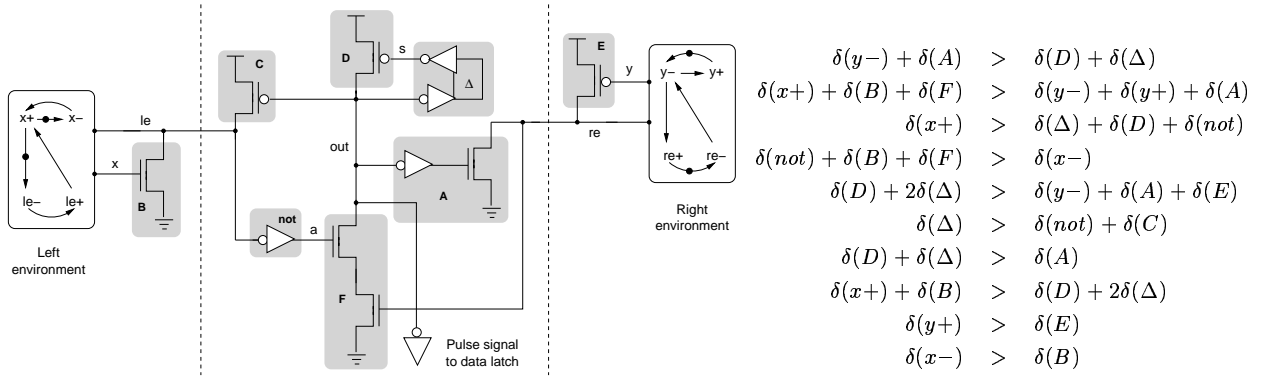 x+
x−
le−
le+
Left
environment
le
x
B
C
D
s
Δ
out
not
a
A
F
Pulse signal
to data latch
E
y
re
y−
y+
re+
re−
Right
environment
δ(y−) + δ(A) > δ(D) + δ(Δ)
δ(x+) + δ(B) + δ(F) > δ(y−) + δ(y+) + δ(A)
δ(x+) > δ(Δ) + δ(D) + δ(not)
δ(not) + δ(B) + δ(F) > δ(x−)
δ(D) + 2δ(Δ) > δ(y−) + δ(A) + δ(E)
δ(Δ) > δ(not) + δ(C)
δ(D) + δ(Δ) > δ(A)
δ(x+) + δ(B) > δ(D) + 2δ(Δ)
δ(y+) > δ(E)
δ(x−) > δ(B)